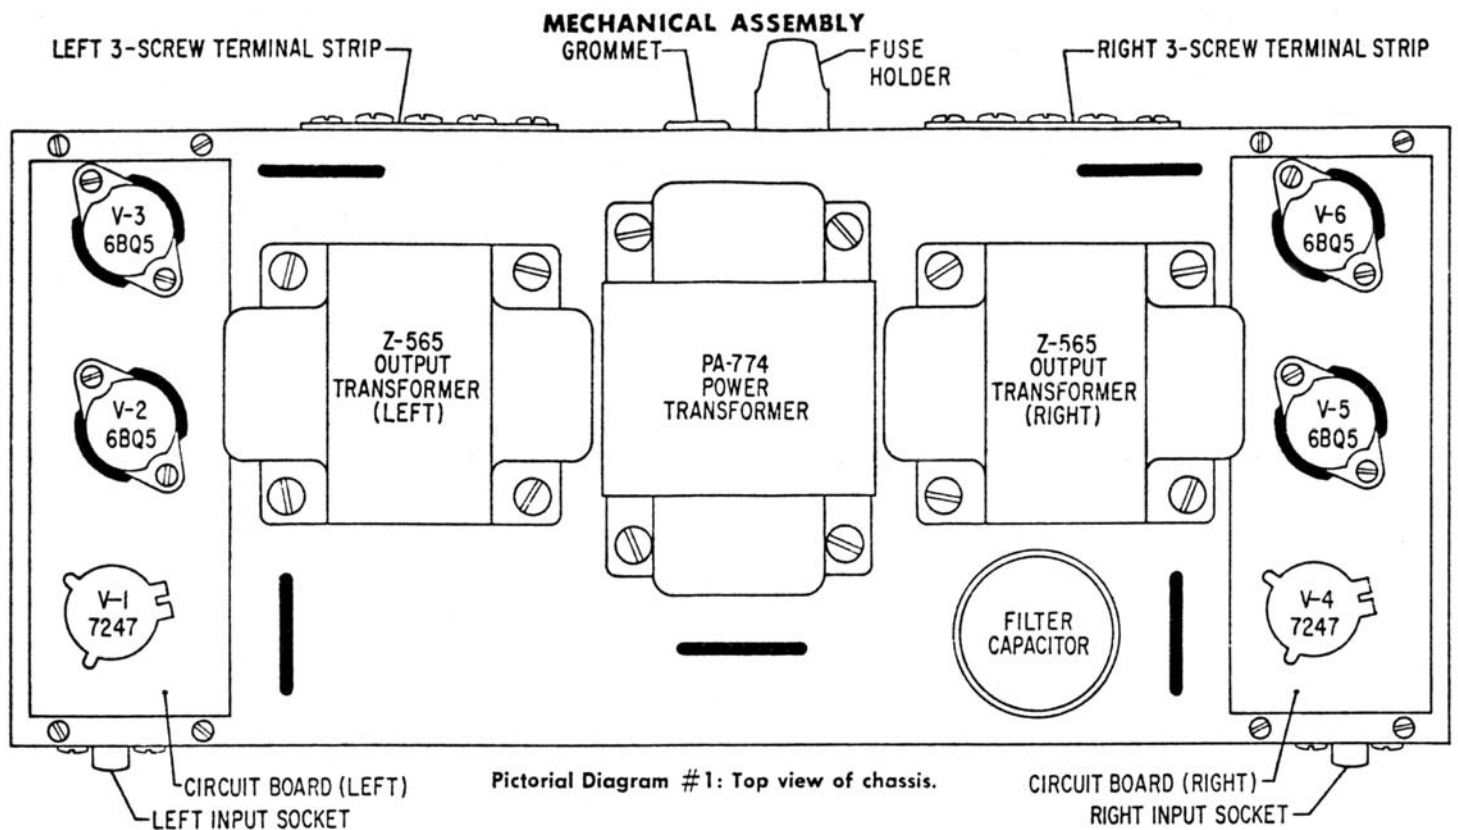 MECHANICAL ASSEMBLY
LEFT 3-SCREW TERMINAL STRIP
GROMMET
FUSE
HOLDER
RIGHT 3-SCREW TERMINAL STRIP
V-3
6BQ5
V-6
6BQ5
Z-565
OUTPUT
TRANSFORMER
(LEFT)
PA-774
POWER
TRANSFORMER
Z-565
OUTPUT
TRANSFORMER
(RIGHT)
V-2
6BQ5
V-5
6BQ5
V-1
7247
FILTER
CAPACITOR
V-4
7247
CIRCUIT BOARD (LEFT)
LEFT INPUT SOCKET
Pictorial Diagram #1: Top view of chassis.
CIRCUIT BOARD (RIGHT)
RIGHT INPUT SOCKET